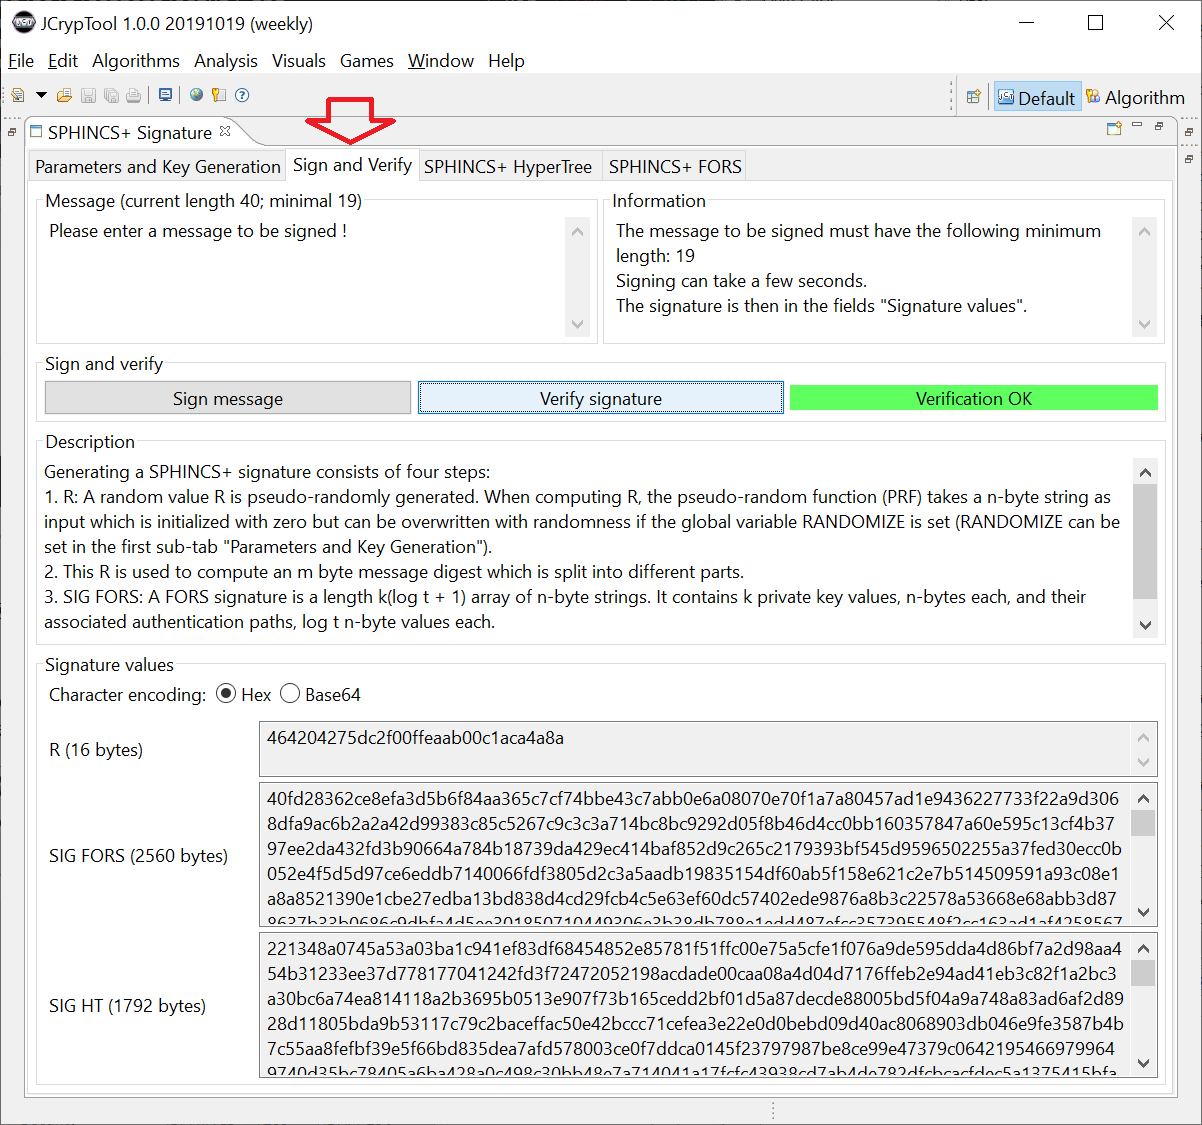 JCrypTool 1.0.0 20191019 (weekly)
File Edit Algorithms Analysis Visuals Games Window Help
Default Algorithm
SPHINCS+ Signature
Parameters and Key Generation Sign and Verify SPHINCS+ HyperTree SPHINCS+ FORS
Message (current length 40; minimal 19)
Please enter a message to be signed !
Information
The message to be signed must have the following minimum
length: 19
Signing can take a few seconds.
The signature is then in the fields "Signature values".
Sign and verify
Sign message Verify signature Verification OK
Description
Generating a SPHINCS+ signature consists of four steps:
1. R: A random value R is pseudo-randomly generated. When computing R, the pseudo-random function (PRF) takes a n-byte string as
input which is initialized with zero but can be overwritten with randomness if the global variable RANDOMIZE is set (RANDOMIZE can be
set in the first sub-tab "Parameters and Key Generation").
2. This R is used to compute an m byte message digest which is split into different parts.
3. SIG FORS: A FORS signature is a length k(log t + 1) array of n-byte strings. It contains k private key values, n-bytes each, and their
associated authentication paths, log t n-byte values each.
Signature values
Character encoding: Hex Base64
R (16 bytes)
464204275dc2f00ffeaab00c1aca4a8a
SIG FORS (2560 bytes)
40fd28362ce8efa3d5b6f84aa365c7cf74bbe43c7abb0e6a08070e70f1a7a80457ad1e9436227733f22a9d306
8dfa9ac6b2a2a42d99383c85c5267c9c3c3a714bc8bc9292d05f8b46d4cc0bb160357847a60e595c13cf4b37
97ee2da432fd3b90664a784b18739da429ec414baf852d9c265c2179393bf545d9596502255a37fed30ecc0b
052e4f5d5d97ce6eddb7140066fdf3805d2c3a5aadb19835154df60ab5f158e621c2e7b514509591a93c08e1
a8a8521390e1cbe27edba13bd838d4cd29fcb4c5e63ef60dc57402ede9876a8b3c22578a53668e68abb3d87
SIG HT (1792 bytes)
221348a0745a53a03ba1c941ef83df68454852e85781f51ffc00e75a5cfe1f076a9de595dda4d86bf7a2d98aa4
54b31233ee37d778177041242fd3f72472052198acdade00caa08a4d04d7176ffeb2e94ad41eb3c82f1a2bc3
a30bc6a74ea814118a2b3695b0513e907f73b165cedd2bf01d5a87decde88005bd5f04a9a748a83ad6af2d89
28d11805bda9b53117c79c2baceffac50e42bccc71cefea3e22e0d0bebd09d40ac8068903db046e9fe3587b4b
7c55aa8fefbf39e5f66bd835dea7afd578003ce0f7ddca0145f23797987be8ce99e47379c0642195466979964